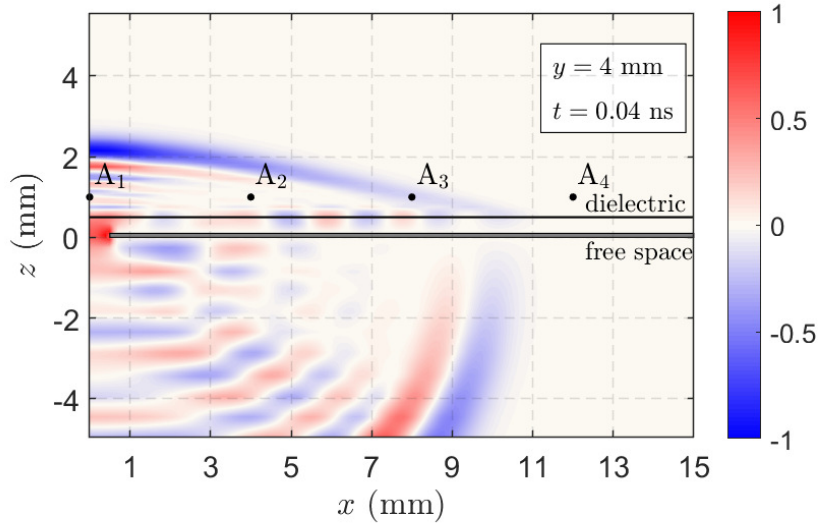 y = 4 mm
t = 0.04 ns
A₁ A₂ A₃ A₄
dielectric
free space
4
2
0
-2
-4
z (mm)
1 3 5 7 9 11 13 15
x (mm)
1
0.5
0
-0.5
-1